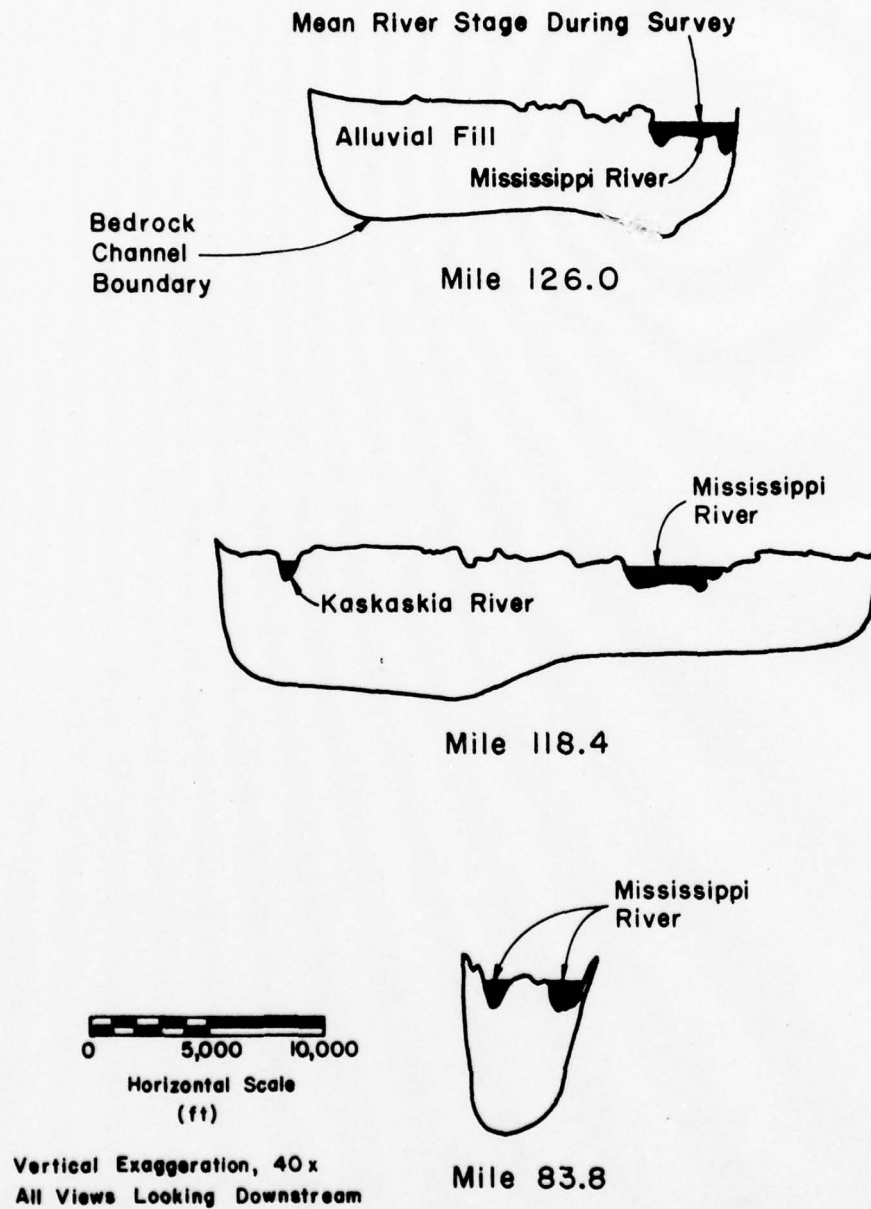 Mean River Stage During Survey
Alluvial Fill
Mississippi River
Bedrock
Channel
Boundary
Mile 126.0
Mississippi
River
Kaskaskia River
Mile 118.4
Mississippi
River
0 5,000 10,000
Horizontal Scale
(ft)
Vertical Exaggeration, 40x
All Views Looking Downstream
Mile 83.8